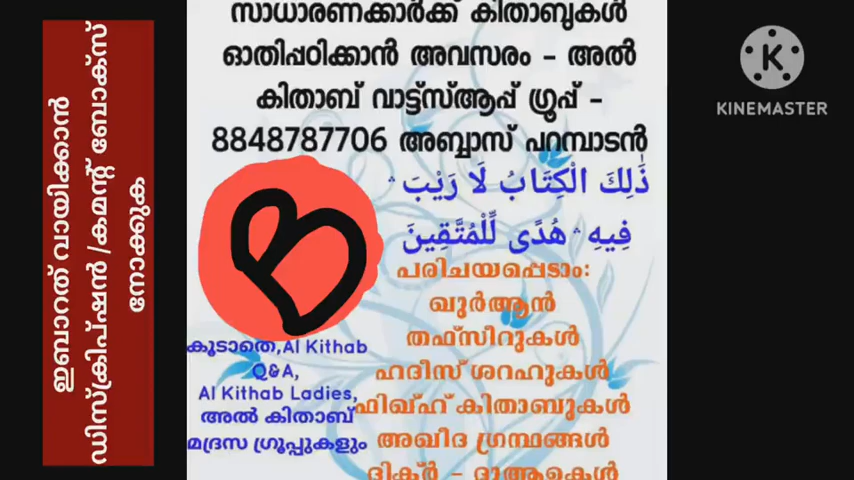 സാധാരണക്കാർക്ക് കിതാബുകൾ
ഓതിപ്പഠിക്കാൻ അവസരം - അൽ
കിതാബ് വാട്ട്സ്ആപ്പ് ഗ്രൂപ്പ് -
8848787706 അബ്ബാസ് പറമ്പാടൻ
ذَٰلِكَ الْكِتَابُ لَا رَيْبَ ۛ
فِيهِ ۛ هُدًى لِّلْمُتَّقِينَ
B
പരിചയപ്പെടാം:
ഖുർആൻ
തഫ്സീറുകൾ
ഹദീസ് ശറഹുകൾ
ഫിഖ്ഹ് കിതാബുകൾ
അഖീദ ഗ്രന്ഥങ്ങൾ
ദിക്ർ - ദുആളകൾ
കൂടാതെ,Al Kithab
Q&A,
Al Kithab Ladies,
അൽ കിതാബ്
മദ്രസ ഗ്രൂപ്പുകളും
ഇബാറത് വായിക്കാൻ
ഡിസ്ക്രിപ്ഷൻ /കമന്റ് ബോക്സ്
നോക്കുക
K
KINEMASTER